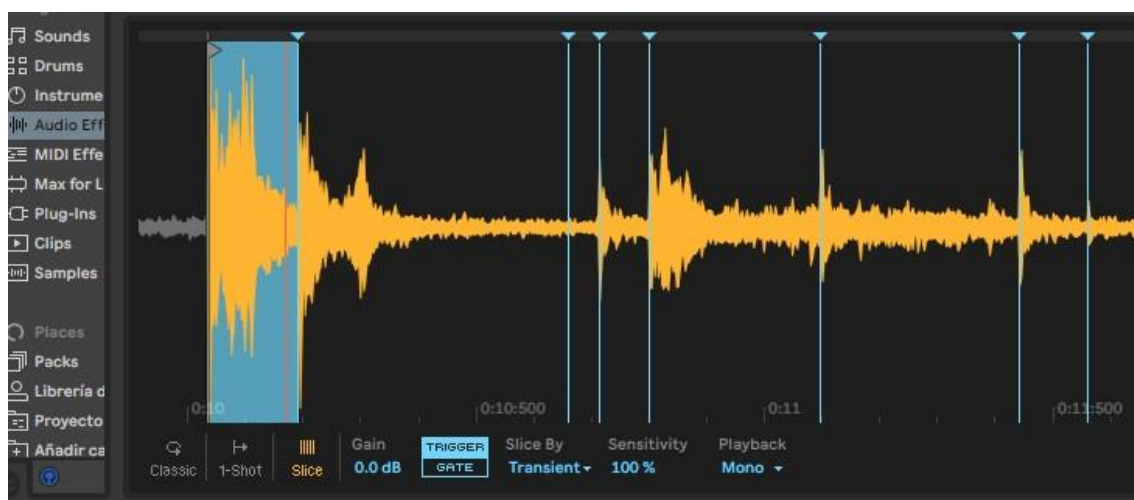 Sounds
Drums
Instrume
Audio Eff
MIDI Effe
Max for L
Plug-Ins
Clips
Samples
Places
Packs
Librería d
Proyecto
Añadir ca
0:10
0:10:500
0:11
0:11:500
Classic
1-Shot
Slice
Gain
0.0 dB
TRIGGER
GATE
Slice By
Transient
Sensitivity
100 %
Playback
Mono